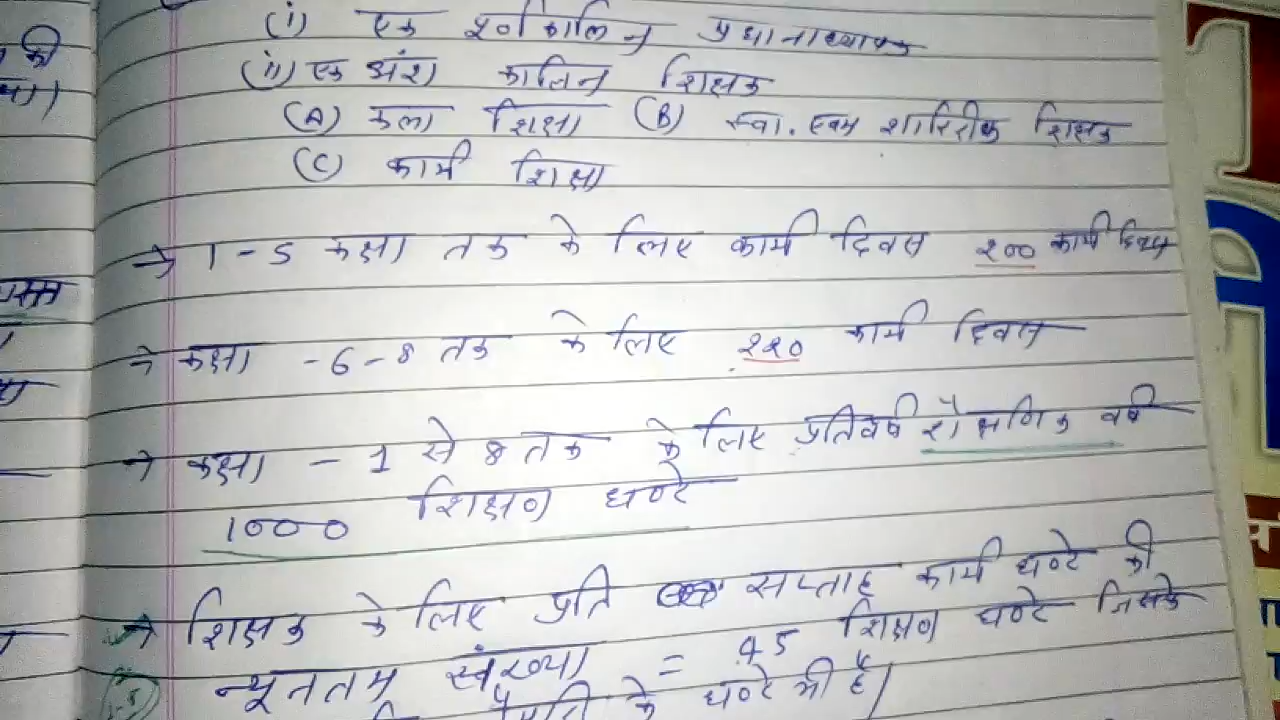 (i) एक पूर्णकालिन प्रधानाध्यापक
(ii) एक अंश कालिन शिक्षक
(A) कला शिक्षा (B) स्वा. एवम शारिरीक शिक्षक
(C) कार्य शिक्षा
→ 1-5 कक्षा तक के लिए कार्य दिवस २०० कार्य दिवस
→ कक्षा -6-8 तक के लिए २२० कार्य दिवस
→ कक्षा - 1 से 8 तक के लिए प्रतिवर्ष शैक्षणिक वर्ष
1000 शिक्षण घण्टे
→ शिक्षक के लिए प्रति सप्ताह कार्य घण्टे की
न्यूनतम संख्या = 45 शिक्षण घण्टे जिसके
के घण्टे भी है।